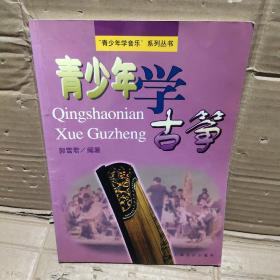 "青少年学音乐"系列丛书
青少年学
Qingshaonian
Xue Guzheng
古筝
郭雪君/编著